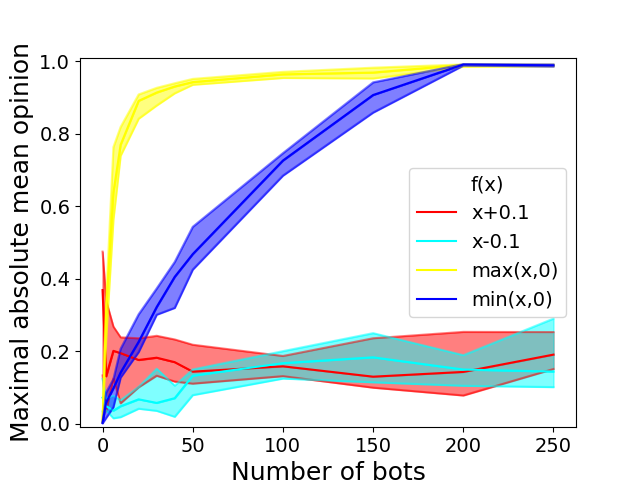 Maximal absolute mean opinion
1.0
0.8
0.6
0.4
0.2
0.0
f(x)
x+0.1
x-0.1
max(x,0)
min(x,0)
0 50 100 150 200 250
Number of bots